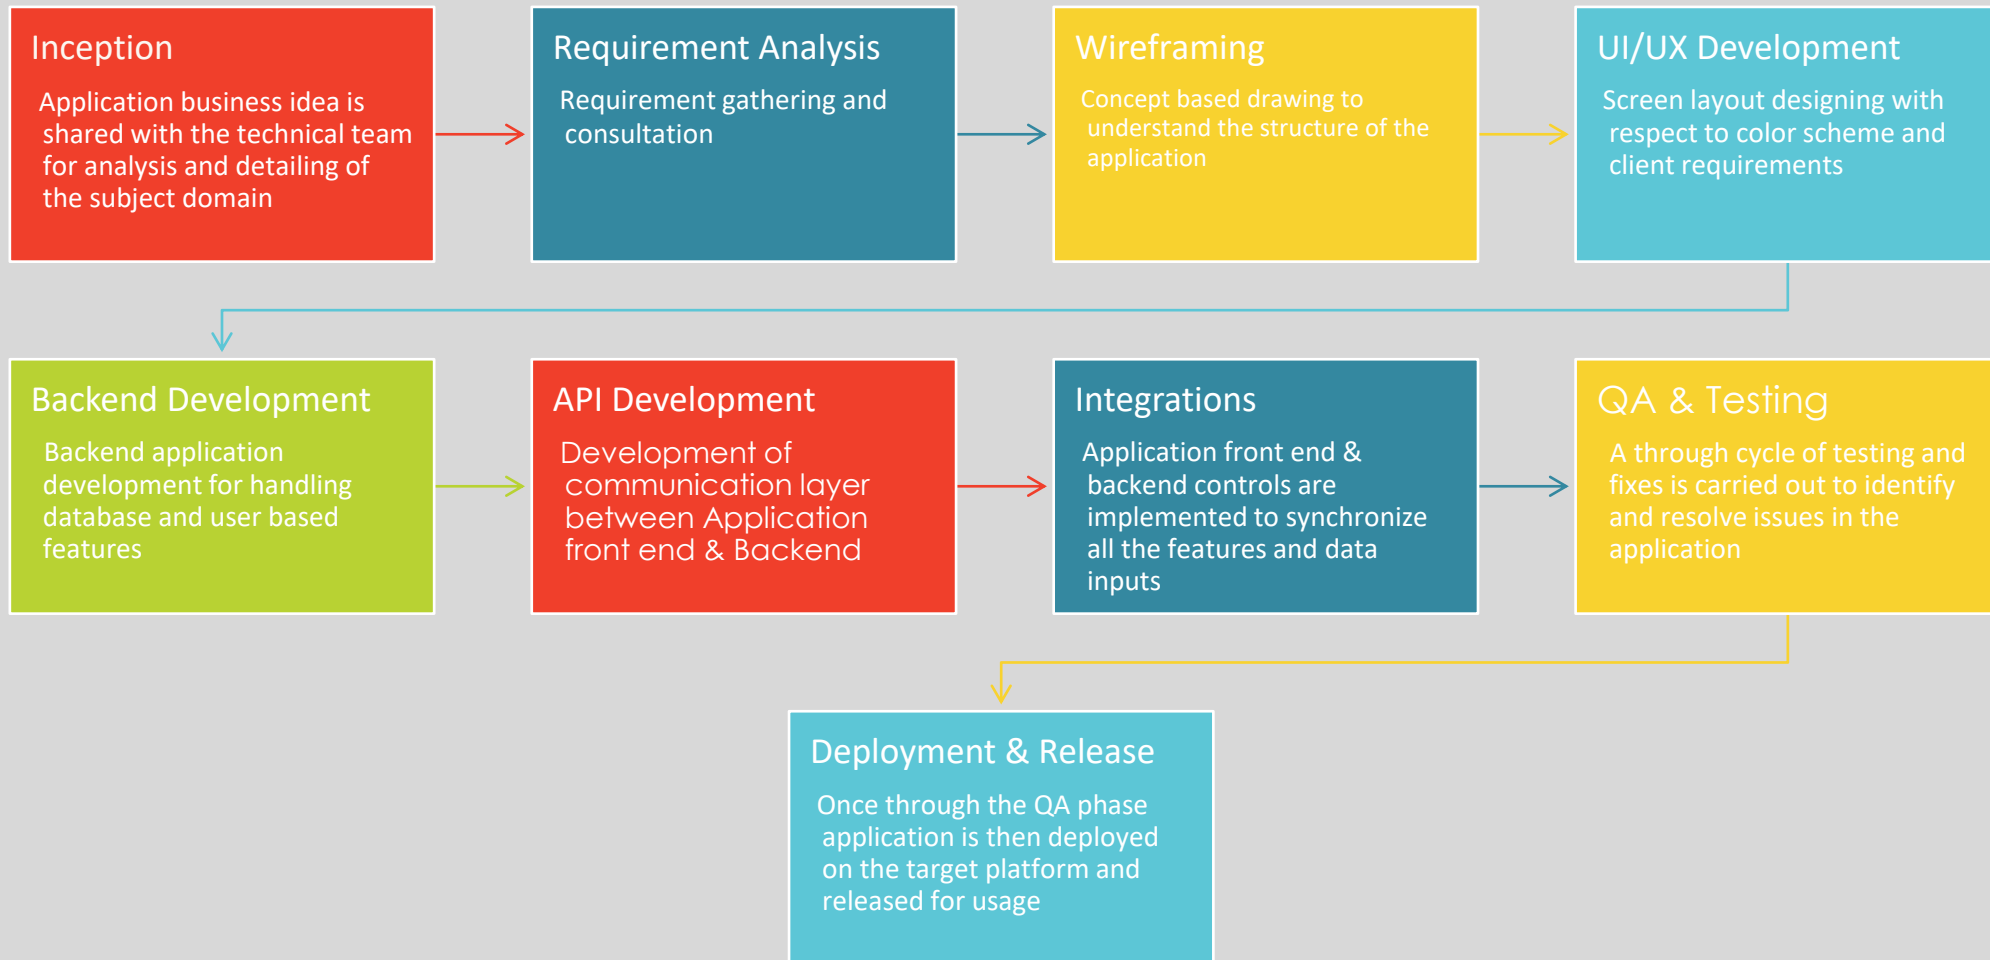 Inception
Application business idea is
shared with the technical team
for analysis and detailing of
the subject domain
Requirement Analysis
Requirement gathering and
consultation
Wireframing
Concept based drawing to
understand the structure of the
application
UI/UX Development
Screen layout designing with
respect to color scheme and
client requirements
Backend Development
Backend application
development for handling
database and user based
features
API Development
Development of
communication layer
between Application
front end & Backend
Integrations
Application front end &
backend controls are
implemented to synchronize
all the features and data
inputs
QA & Testing
A through cycle of testing and
fixes is carried out to identify
and resolve issues in the
application
Deployment & Release
Once through the QA phase
application is then deployed
on the target platform and
released for usage